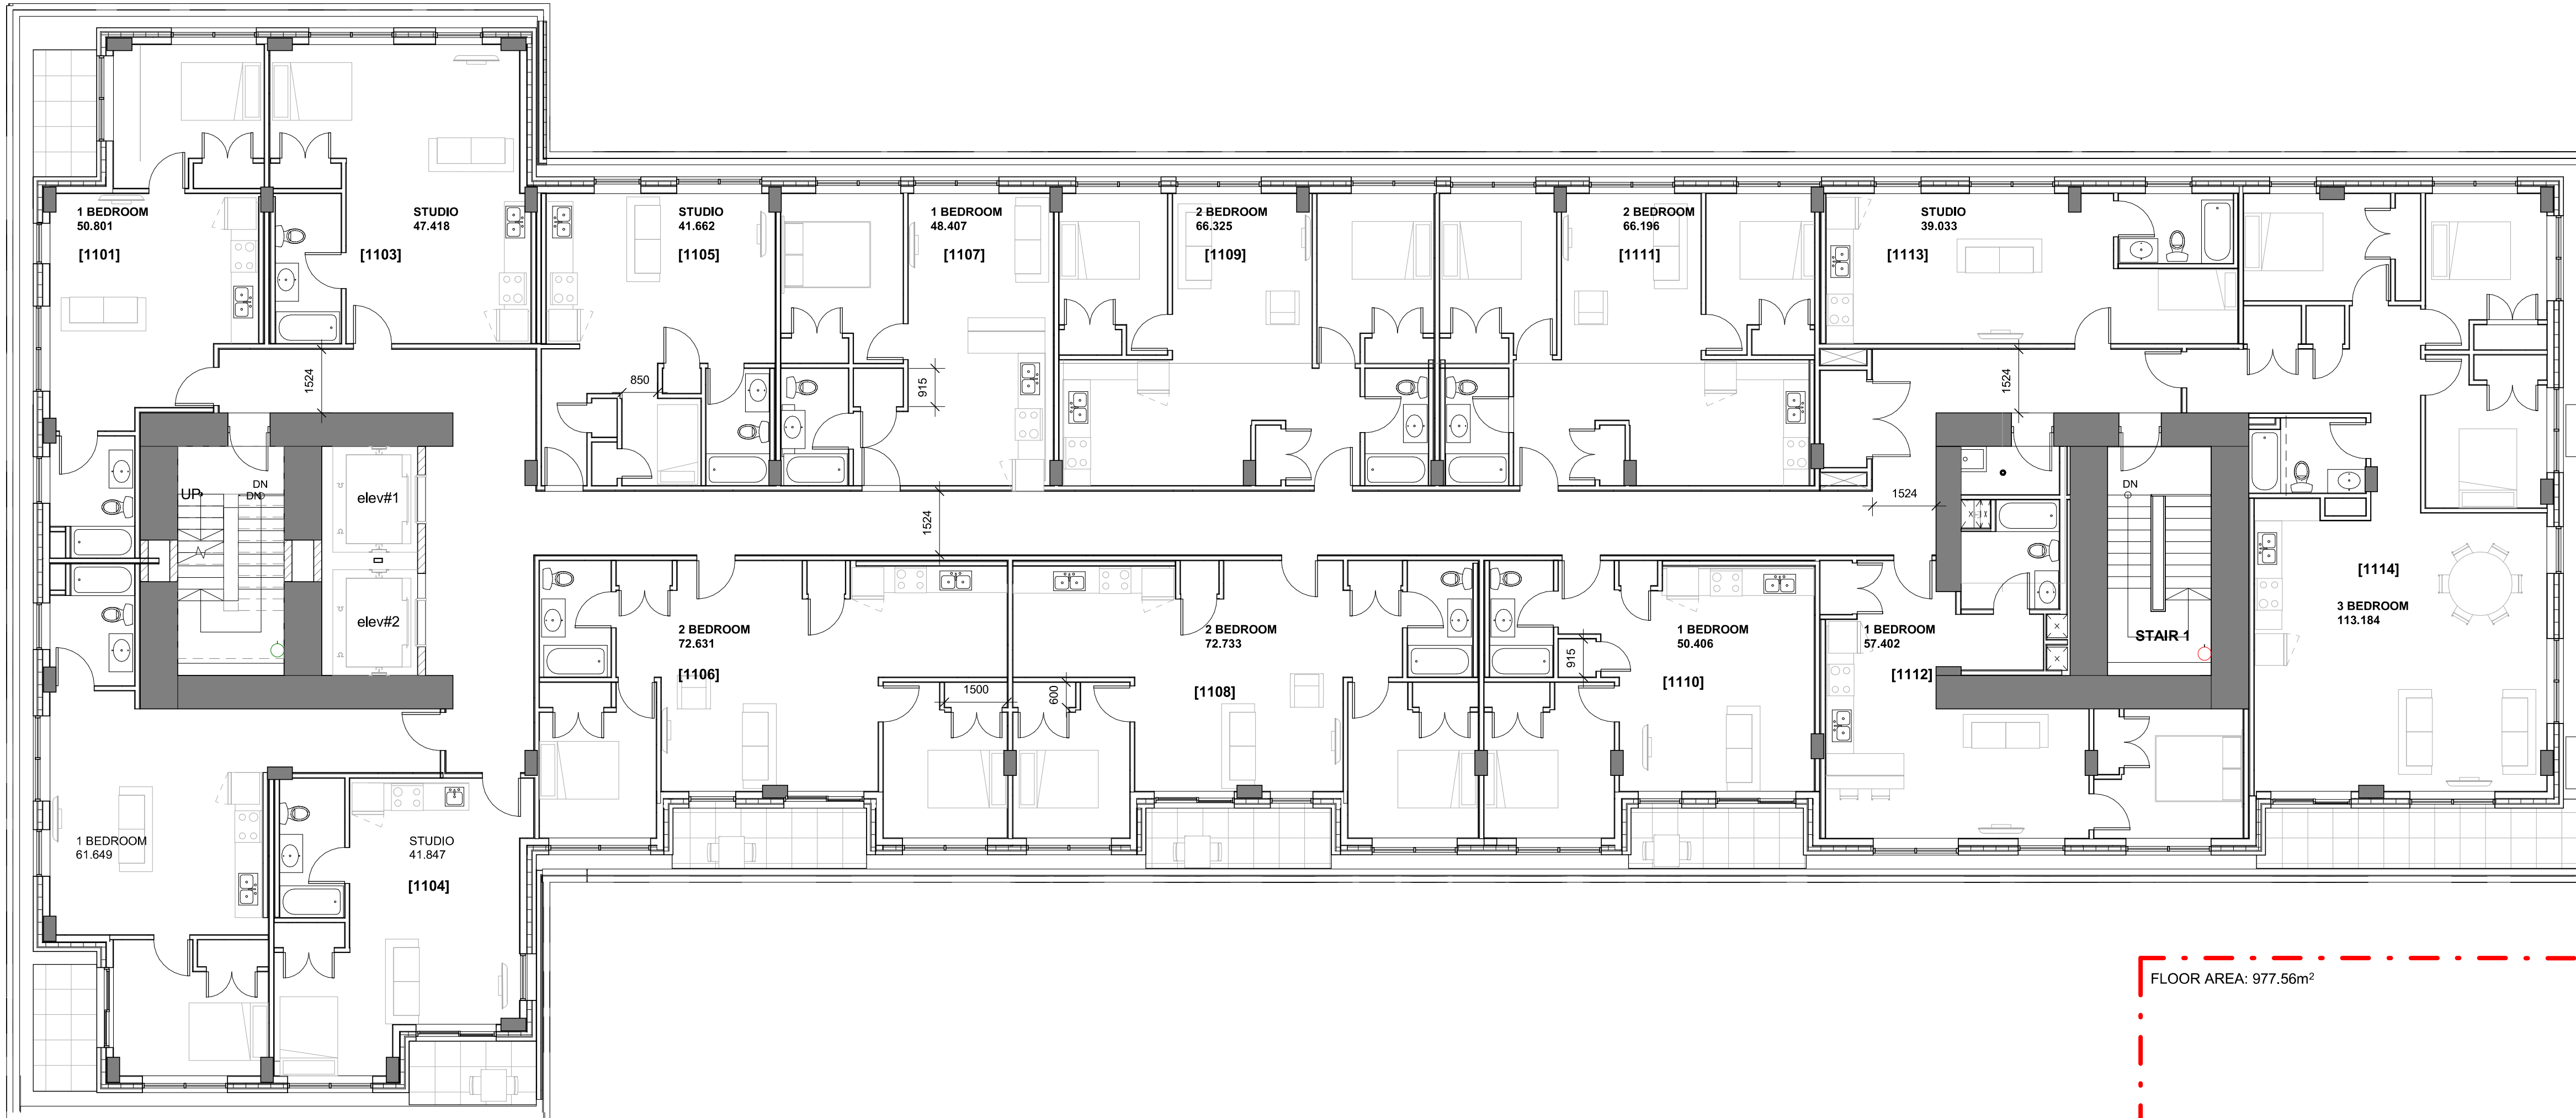 1 BEDROOM
50.801
[1101]
STUDIO
47.418
[1103]
STUDIO
41.662
[1105]
1 BEDROOM
48.407
[1107]
2 BEDROOM
66.325
[1109]
2 BEDROOM
66.196
[1111]
STUDIO
39.033
[1113]
1524
850
915
1524
UP
DN
DN
elev#1
1524
1524
DN
elev#2
STAIR 1
2 BEDROOM
72.631
[1106]
2 BEDROOM
72.733
[1108]
1 BEDROOM
50.406
[1110]
915
1 BEDROOM
57.402
[1112]
[1114]
3 BEDROOM
113.184
1500
600
1 BEDROOM
61.649
STUDIO
41.847
[1104]
FLOOR AREA: 977.56m²